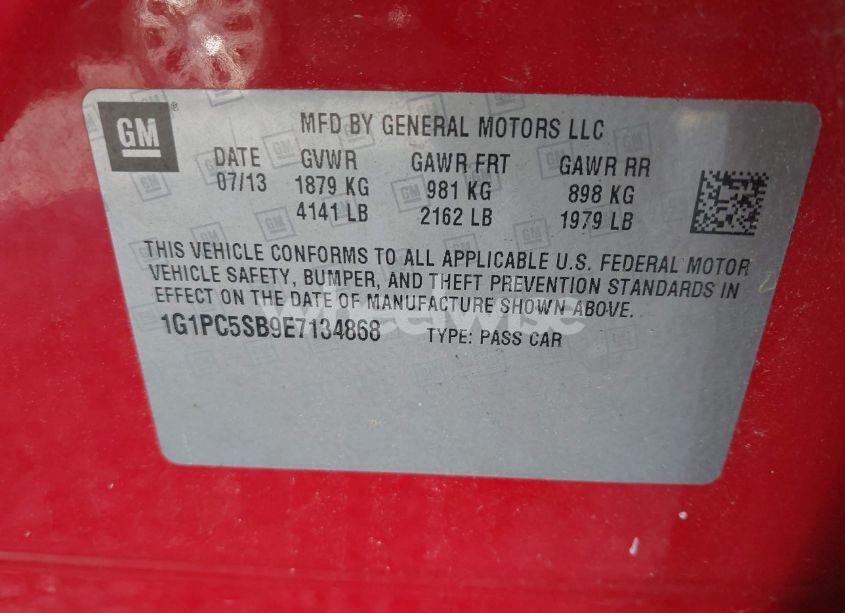 GM ® MFD BY GENERAL MOTORS LLC
DATE GVWR GAWR FRT GAWR RR
07/13 1879 KG 981 KG 898 KG
4141 LB 2162 LB 1979 LB
THIS VEHICLE CONFORMS TO ALL APPLICABLE U.S. FEDERAL MOTOR
VEHICLE SAFETY, BUMPER, AND THEFT PREVENTION STANDARDS IN
EFFECT ON THE DATE OF MANUFACTURE SHOWN ABOVE.
wheelwise
1G1PC5SB9E7134868 TYPE: PASS CAR